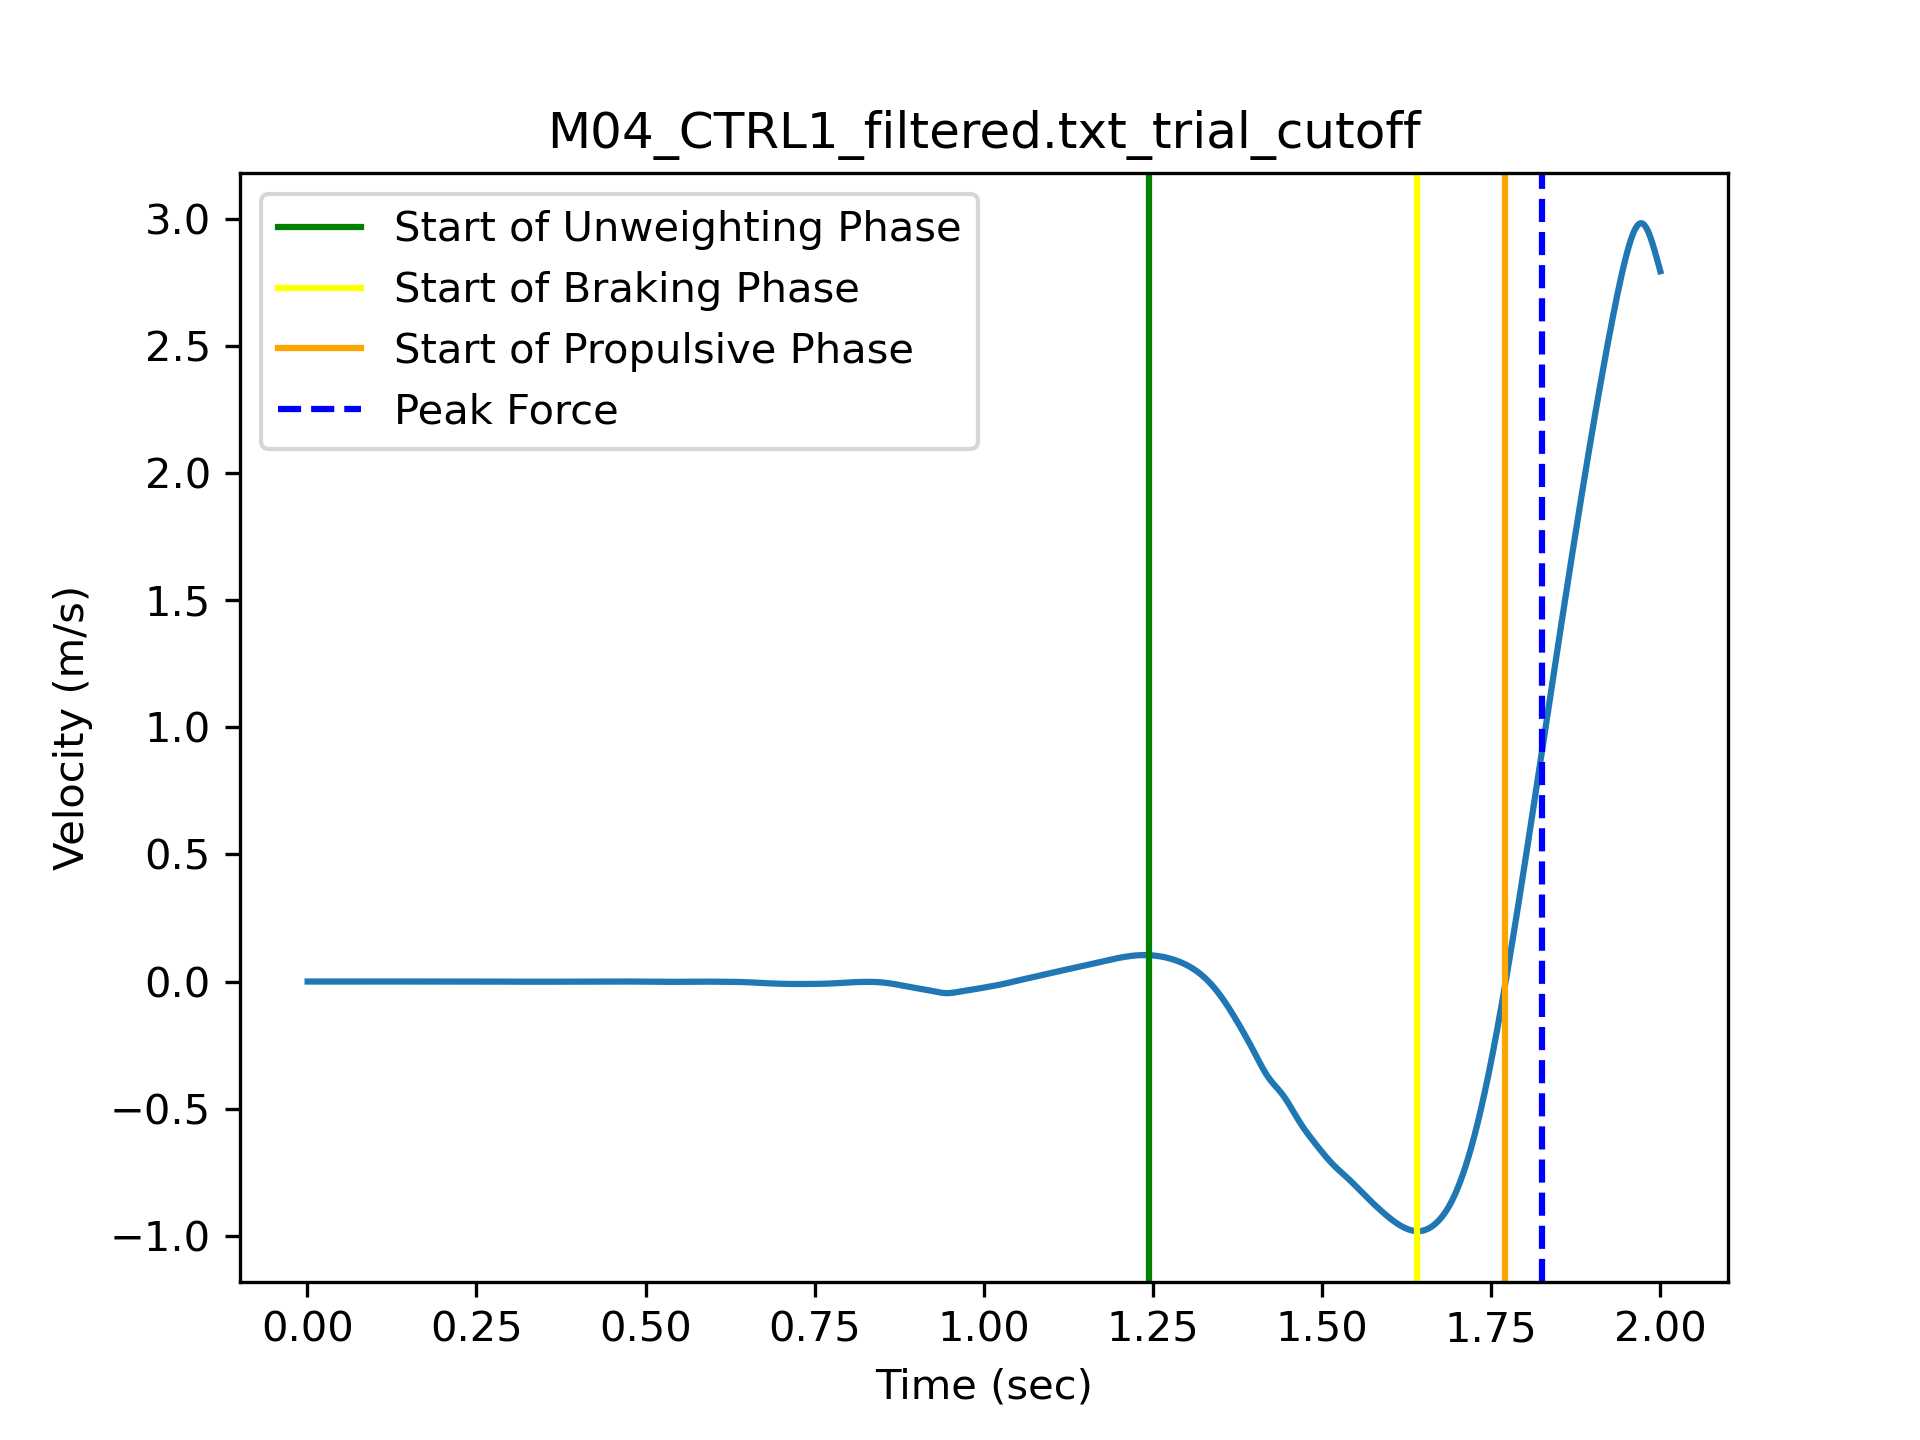 M04_CTRL1_filtered.txt_trial_cutoff
Start of Unweighting Phase
Start of Braking Phase
Start of Propulsive Phase
Peak Force
3.0
2.5
2.0
1.5
1.0
0.5
0.0
−0.5
−1.0
Velocity (m/s)
0.00 0.25 0.50 0.75 1.00 1.25 1.50 1.75 2.00
Time (sec)